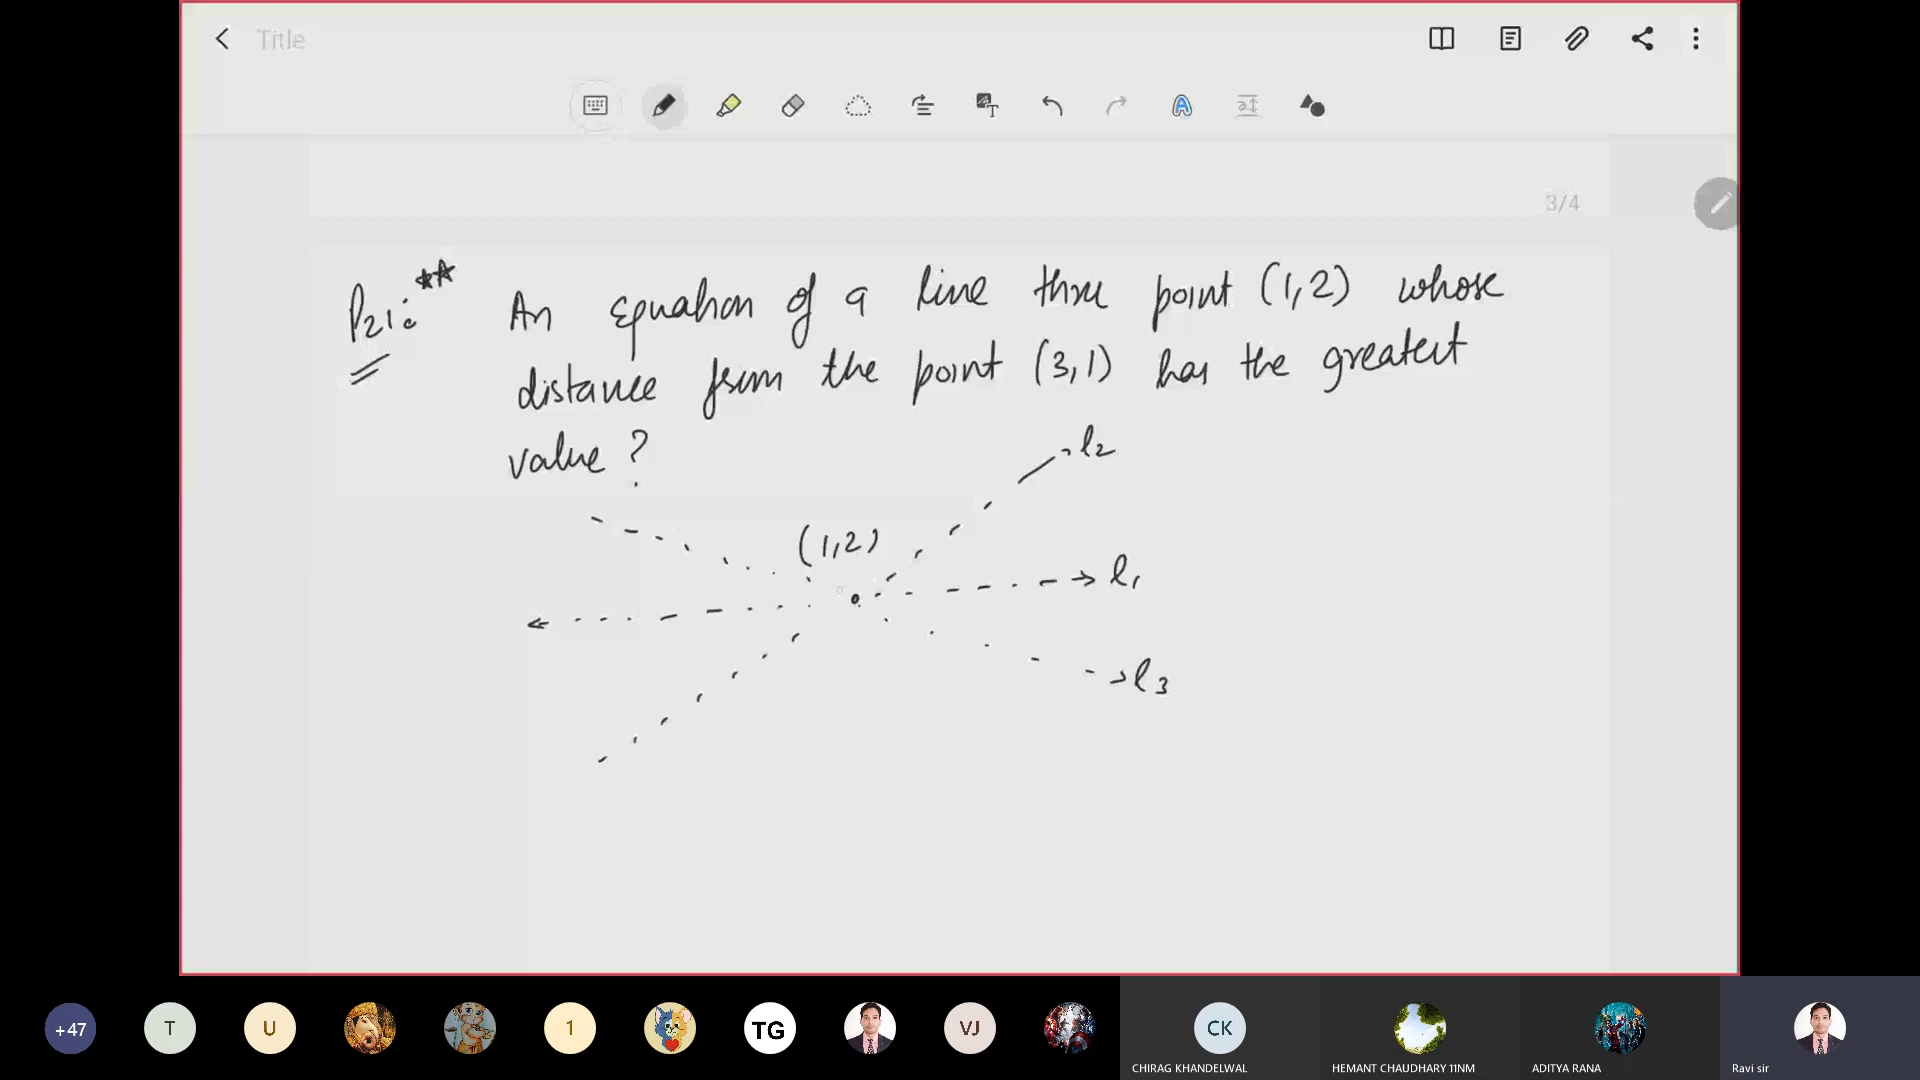 Title
3/4
P21: An Equation of a line thru point (1,2) whose
distance from the point (3,1) has the greatest
value ?
l2
(1,2)
l1
l3
+47
T
U
1
TG
VJ
CK
CHIRAG KHANDELWAL
HEMANT CHAUDHARY 11NM
ADITYA RANA
Ravi sir